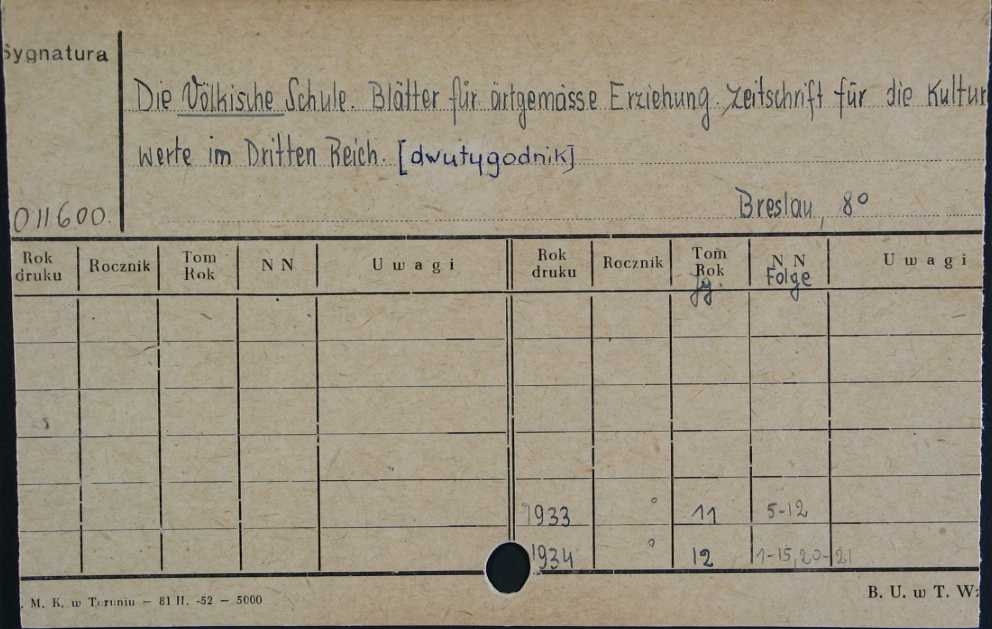 Sygnatura
Die Völkische Schule. Blätter für artgemässe Erziehung. Zeitschrift für die Kultur
werte im Dritten Reich. [dwutygodnik]
011600. Breslau, 8°
Rok druku Rocznik Tom Rok N N Uwagi Rok druku Rocznik Tom Rok Jg. N N Folge Uwagi
1933 11 5-12
1934 12 1-15, 20-21
. M. K. w Toruniu — 81 II. -52 — 5000 B. U. w T. W: